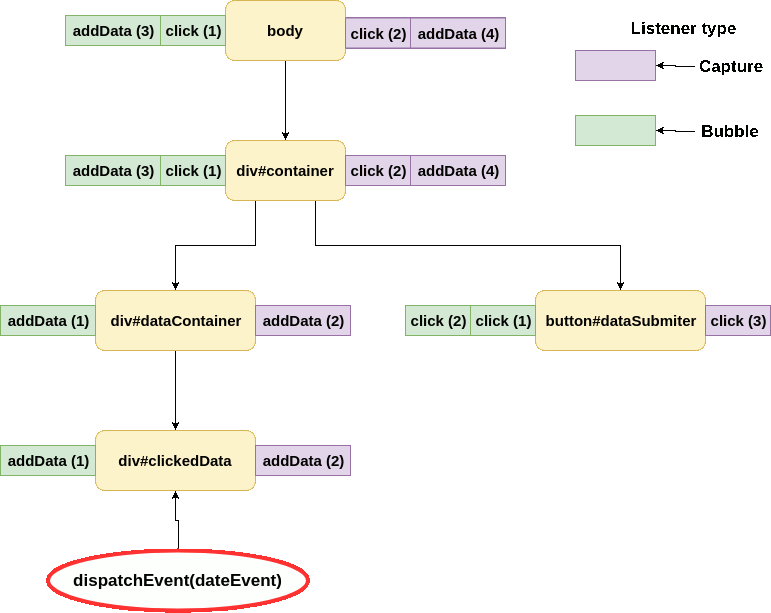 addData (3) click (1) body click (2) addData (4)
Listener type
Capture
Bubble
addData (3) click (1) div#container click (2) addData (4)
addData (1) div#dataContainer addData (2)
click (2) click (1) button#dataSubmiter click (3)
addData (1) div#clickedData addData (2)
dispatchEvent(dateEvent)